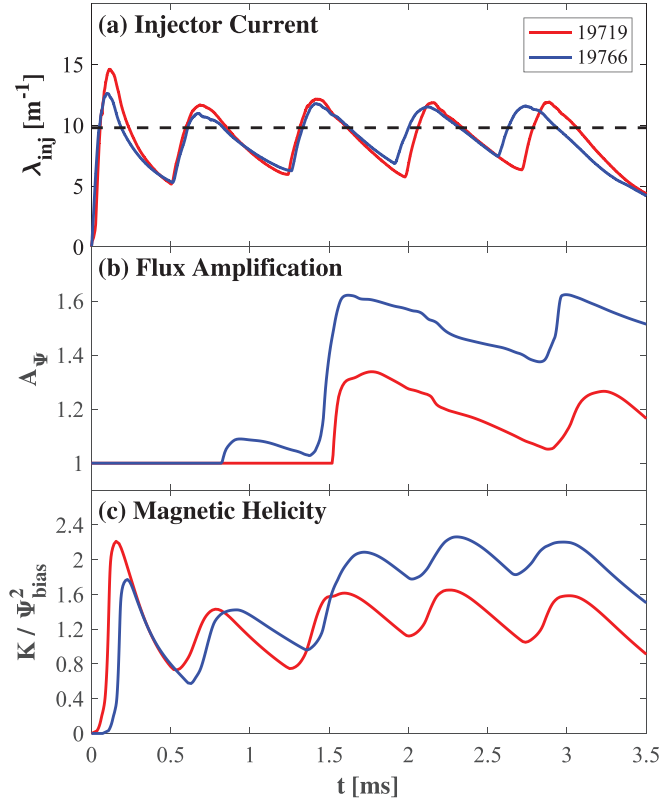 (a) Injector Current
19719
19766
λinj [m⁻¹]
15
10
5
0
(b) Flux Amplification
AΨ
1.6
1.4
1.2
1
(c) Magnetic Helicity
K / Ψ²bias
2.4
2
1.6
1.2
0.8
0.4
0
0 0.5 1 1.5 2 2.5 3 3.5
t [ms]